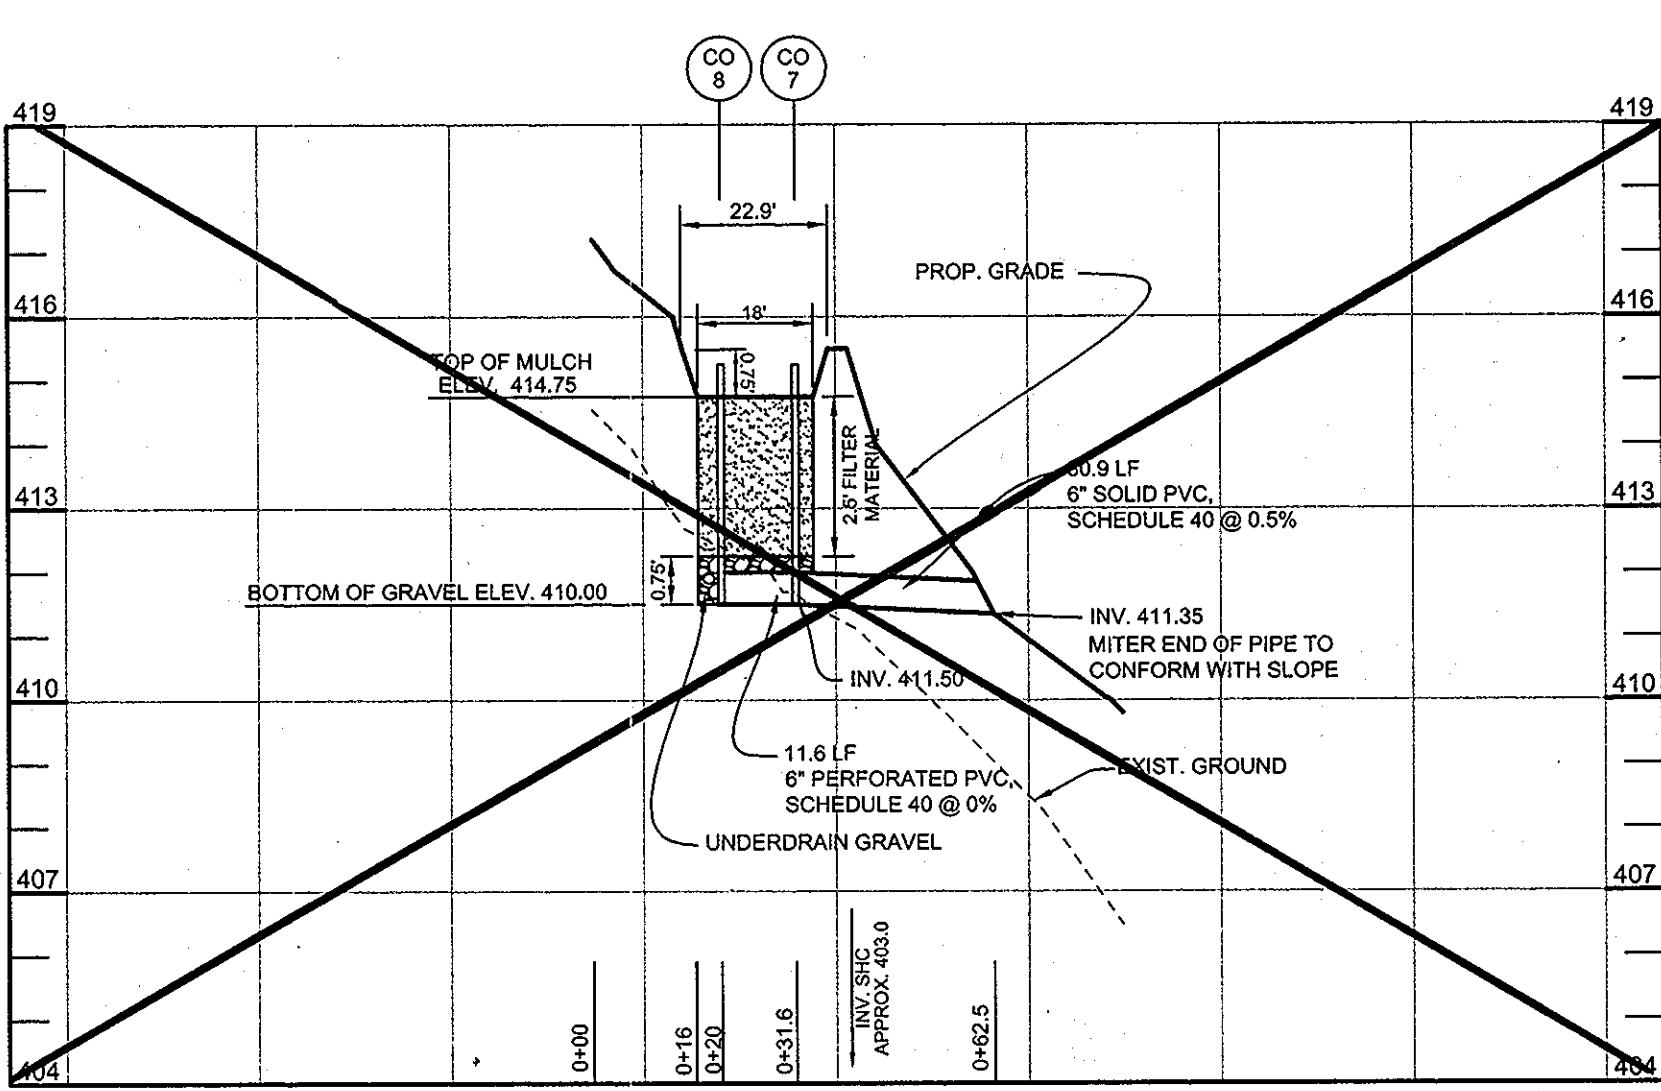 CO
8
CO
7
419
419
22.9'
PROP. GRADE
416
416
18'
TOP OF MULCH
ELEV. 414.75
0.75'
2.5' FILTER
MATERIAL
30.9 LF
6" SOLID PVC,
SCHEDULE 40 @ 0.5%
413
413
0.75'
BOTTOM OF GRAVEL ELEV. 410.00
INV. 411.35
MITER END OF PIPE TO
CONFORM WITH SLOPE
INV. 411.50
410
410
11.6 LF
6" PERFORATED PVC,
SCHEDULE 40 @ 0%
EXIST. GROUND
UNDERDRAIN GRAVEL
407
407
INV. SHC
APPROX. 403.0
0+00
0+16
0+20
0+31.6
0+62.5
404
404